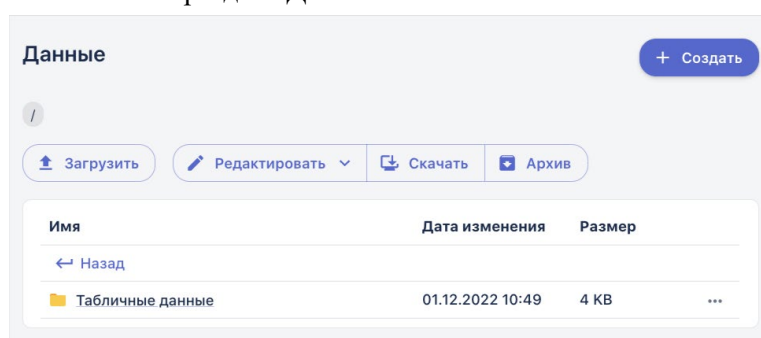 Данные
+ Создать
/
Загрузить Редактировать Скачать Архив
Имя Дата изменения Размер
Назад
Табличные данные 01.12.2022 10:49 4 KB ...